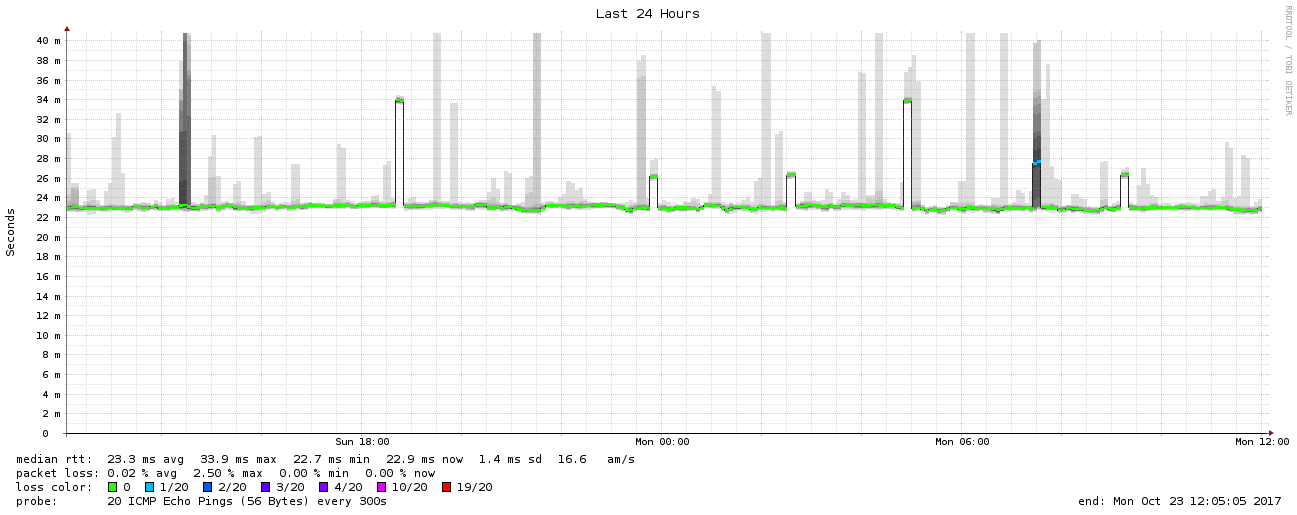 Last 24 Hours
RRDTOOL / TOBI OETIKER
Seconds
40 m
38 m
36 m
34 m
32 m
30 m
28 m
26 m
24 m
22 m
20 m
18 m
16 m
14 m
12 m
10 m
8 m
6 m
4 m
2 m
0
Sun 18:00 Mon 00:00 Mon 06:00 Mon 12:00
median rtt: 23.3 ms avg 33.9 ms max 22.7 ms min 22.9 ms now 1.4 ms sd 16.6 am/s
packet loss: 0.02 % avg 2.50 % max 0.00 % min 0.00 % now
loss color: 0 1/20 2/20 3/20 4/20 10/20 19/20
probe: 20 ICMP Echo Pings (56 Bytes) every 300s end: Mon Oct 23 12:05:05 2017